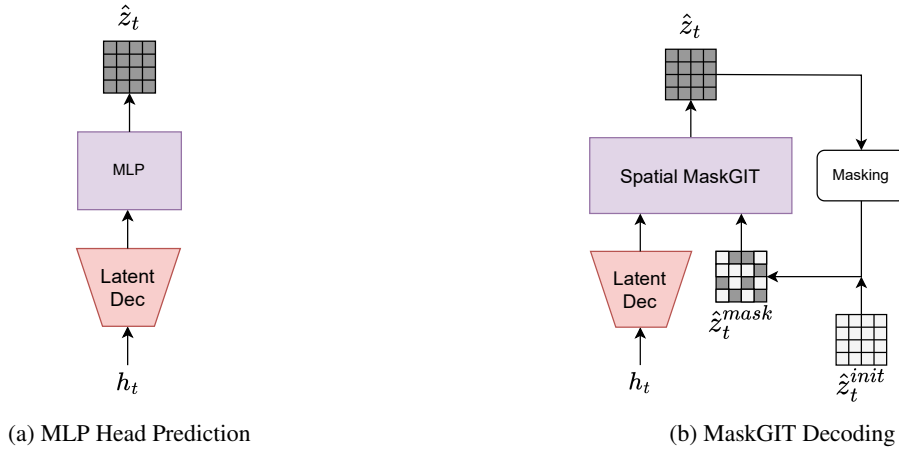 ẑ_t
MLP
Latent
Dec
h_t
(a) MLP Head Prediction
ẑ_t
Spatial MaskGIT
Masking
Latent
Dec
ẑ_t^{mask}
h_t
ẑ_t^{init}
(b) MaskGIT Decoding